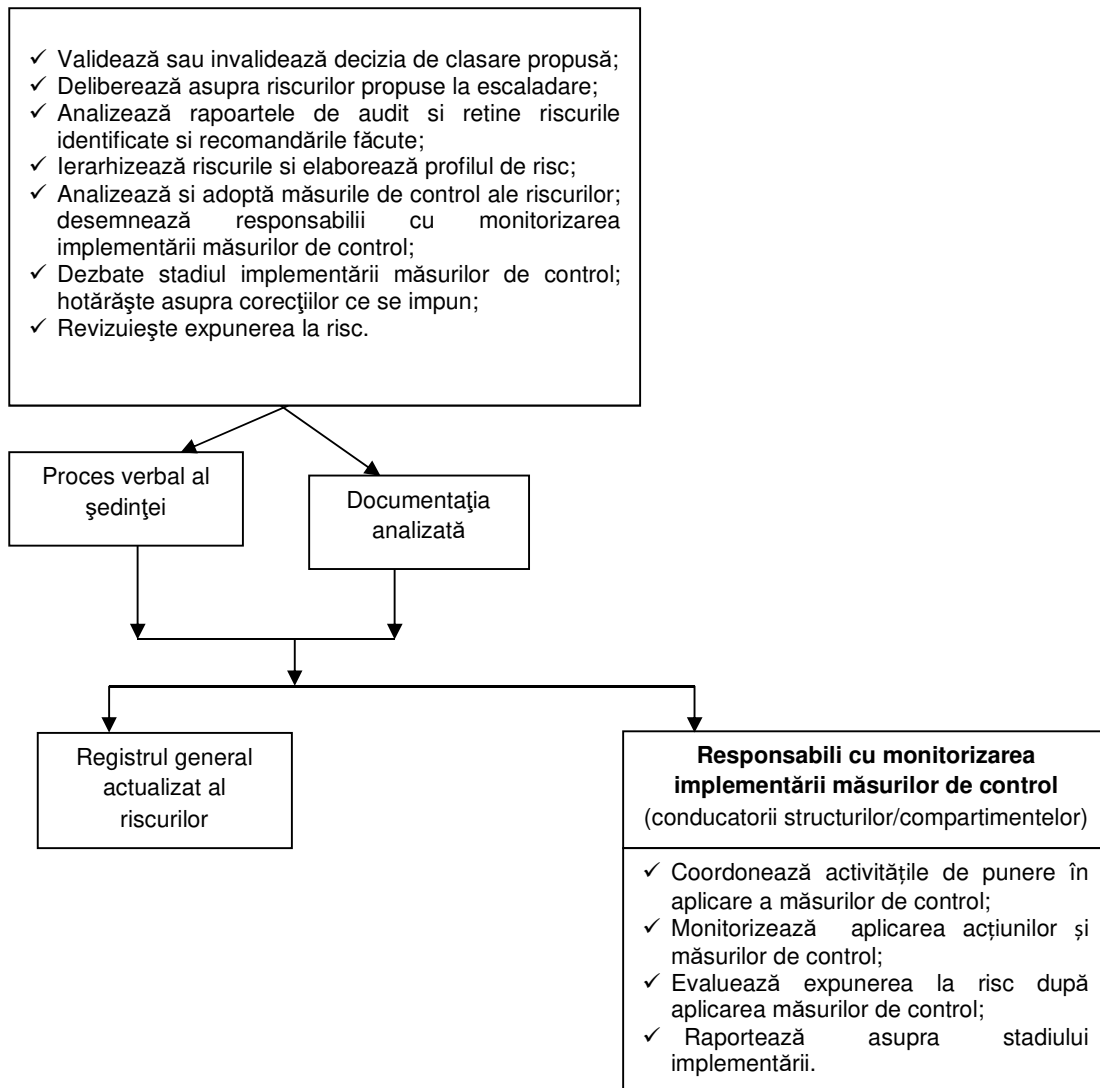 ✓ Validează sau invalidează decizia de clasare propusă;
✓ Deliberează asupra riscurilor propuse la escaladare;
✓ Analizează rapoartele de audit si retine riscurile
identificate si recomandările făcute;
✓ Ierarhizează riscurile si elaborează profilul de risc;
✓ Analizează si adoptă măsurile de control ale riscurilor;
desemnează responsabilii cu monitorizarea
implementării măsurilor de control;
✓ Dezbate stadiul implementării măsurilor de control;
hotărăște asupra corecţiilor ce se impun;
✓ Revizuieşte expunerea la risc.
Proces verbal al
şedinţei
Documentaţia
analizată
Registrul general
actualizat al
riscurilor
Responsabili cu monitorizarea
implementării măsurilor de control
(conducatorii structurilor/compartimentelor)
✓ Coordonează activitățile de punere în
aplicare a măsurilor de control;
✓ Monitorizează aplicarea acțiunilor și
măsurilor de control;
✓ Evaluează expunerea la risc după
aplicarea măsurilor de control;
✓ Raportează asupra stadiului
implementării.